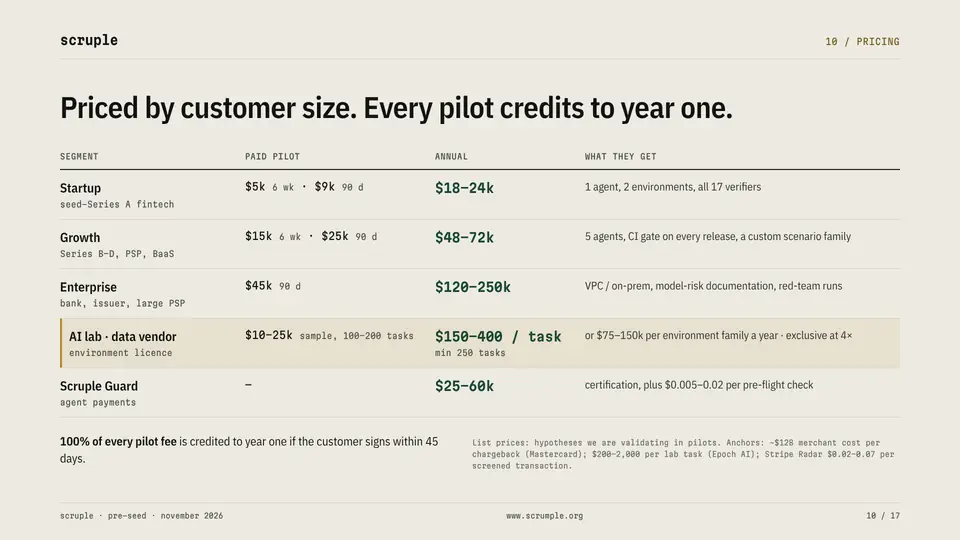 scruple
10 / PRICING
Priced by customer size. Every pilot credits to year one.
SEGMENT PAID PILOT ANNUAL WHAT THEY GET
Startup $5k 6 wk · $9k 90 d $18–24k 1 agent, 2 environments, all 17 verifiers
seed–Series A fintech
Growth $15k 6 wk · $25k 90 d $48–72k 5 agents, CI gate on every release, a custom scenario family
Series B–D, PSP, BaaS
Enterprise $45k 90 d $120–250k VPC / on-prem, model-risk documentation, red-team runs
bank, issuer, large PSP
AI lab · data vendor $10–25k sample, 100–200 tasks $150–400 / task or $75–150k per environment family a year · exclusive at 4×
environment licence min 250 tasks
Scruple Guard – $25–60k certification, plus $0.005–0.02 per pre-flight check
agent payments
100% of every pilot fee is credited to year one if the customer signs within 45
days.
List prices: hypotheses we are validating in pilots. Anchors: ~$128 merchant cost per
chargeback (Mastercard); $200–2,000 per lab task (Epoch AI); Stripe Radar $0.02–0.07 per
screened transaction.
scruple · pre-seed · november 2026 www.scrumple.org 10 / 17